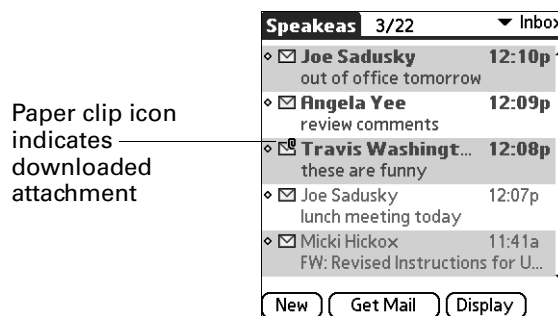 Speakeas 3/22 Inbox
Joe Sadusky 12:10p
out of office tomorrow
Angela Yee 12:09p
review comments
Travis Washingt... 12:08p
these are funny
Joe Sadusky 12:07p
lunch meeting today
Micki Hickox 11:41a
FW: Revised Instructions for U...
New Get Mail Display
Paper clip icon
indicates
downloaded
attachment